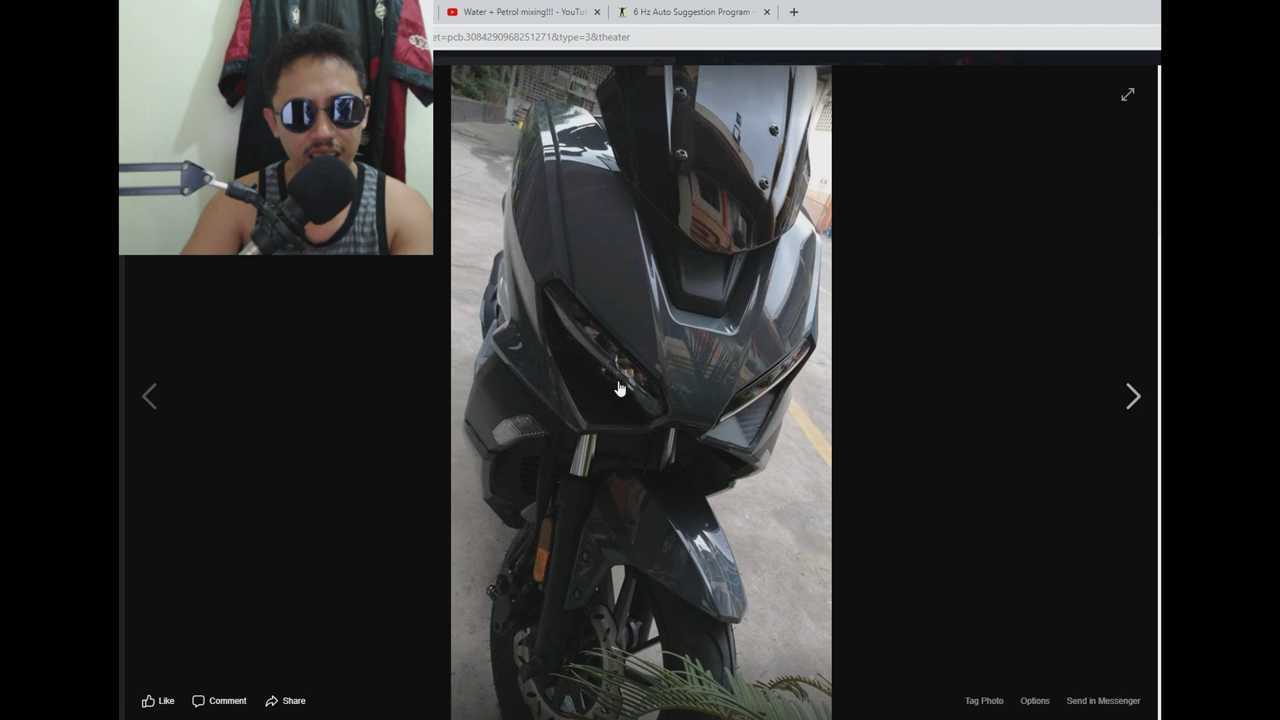 Water + Petrol mixing!!! - YouTu
6 Hz Auto Suggestion Program -
et=pcb.3084290968251271&type=3&theater
Like
Comment
Share
Tag Photo
Options
Send in Messenger